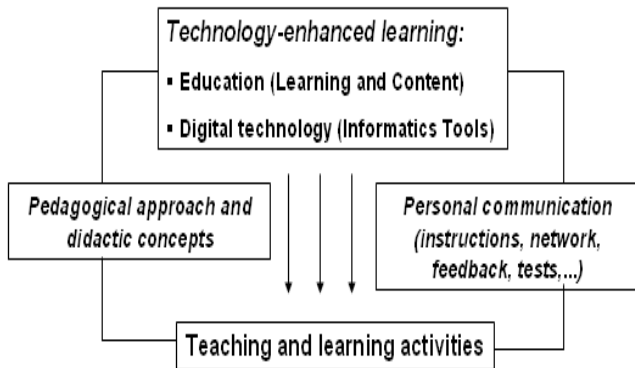 Technology-enhanced learning:
▪ Education (Learning and Content)
▪ Digital technology (Informatics Tools)
Pedagogical approach and
didactic concepts
Personal communication
(instructions, network,
feedback, tests,...)
Teaching and learning activities